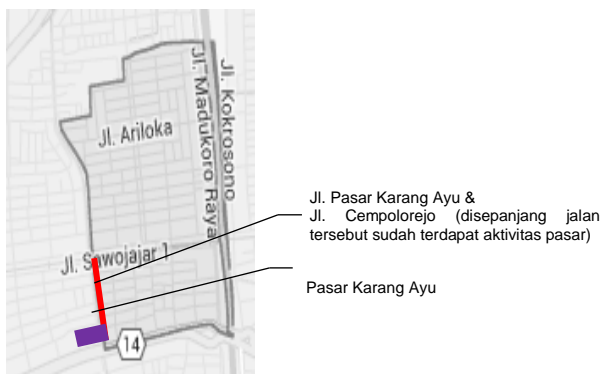 Jl. Kokrosono
Jl. Madukoro Raya
Jl. Ariloka
Jl. Pasar Karang Ayu &
Jl. Cempolorejo (disepanjang jalan
tersebut sudah terdapat aktivitas pasar)
Jl. Sawojajar 1
Pasar Karang Ayu
14